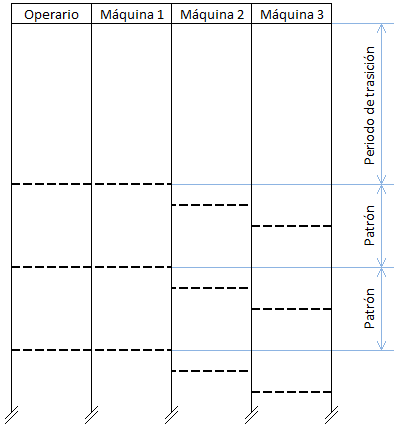 Operario Máquina 1 Máquina 2 Máquina 3
Periodo de trasición
Patrón
Patrón